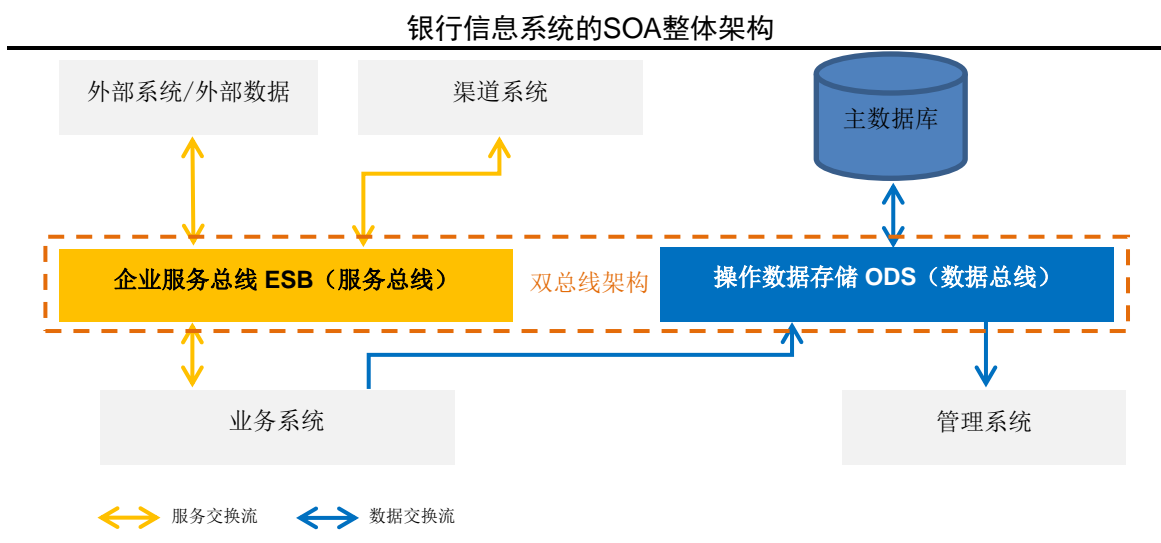 银行信息系统的SOA整体架构
外部系统/外部数据
渠道系统
主数据库
企业服务总线 ESB（服务总线）
双总线架构
操作数据存储 ODS（数据总线）
业务系统
管理系统
服务交换流
数据交换流